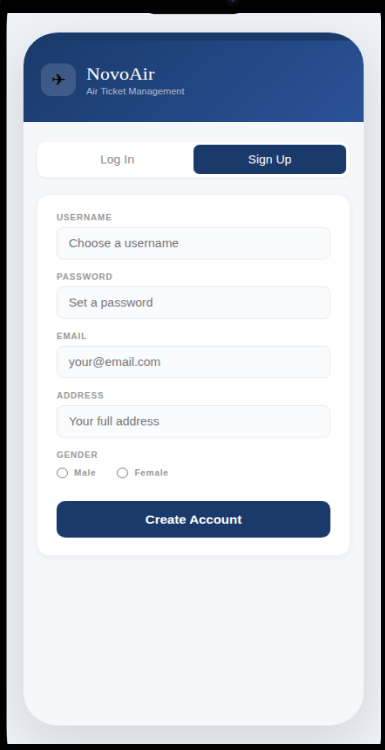 NovoAir
Air Ticket Management
Log In Sign Up
USERNAME
Choose a username
PASSWORD
Set a password
EMAIL
your@email.com
ADDRESS
Your full address
GENDER
Male Female
Create Account